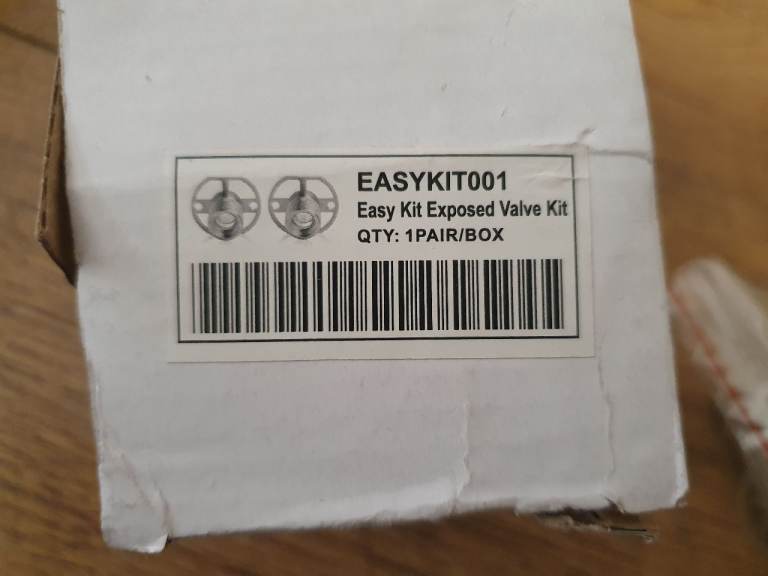 EASYKIT001
Easy Kit Exposed Valve Kit
QTY: 1PAIR/BOX